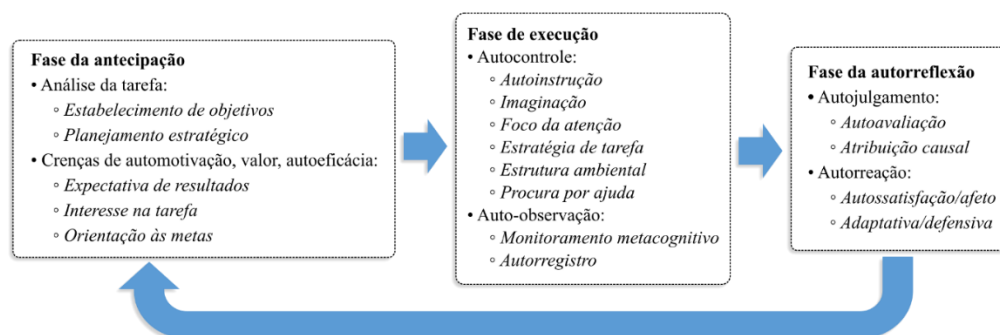 Fase da antecipação
• Análise da tarefa:
◦ Estabelecimento de objetivos
◦ Planejamento estratégico
• Crenças de automotivação, valor, autoeficácia:
◦ Expectativa de resultados
◦ Interesse na tarefa
◦ Orientação às metas
Fase de execução
• Autocontrole:
◦ Autoinstrução
◦ Imaginação
◦ Foco da atenção
◦ Estratégia de tarefa
◦ Estrutura ambiental
◦ Procura por ajuda
• Auto-observação:
◦ Monitoramento metacognitivo
◦ Autorregistro
Fase da autorreflexão
• Autojulgamento:
◦ Autoavaliação
◦ Atribuição causal
• Autorreação:
◦ Autossatisfação/afeto
◦ Adaptativa/defensiva